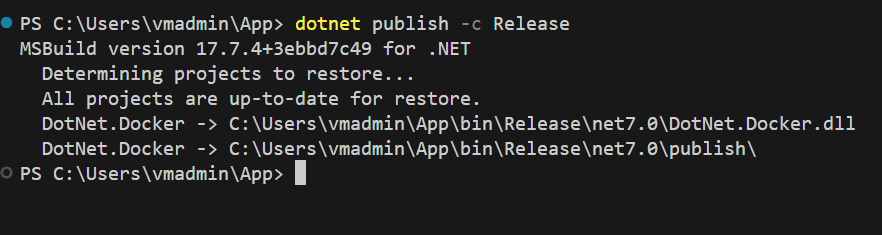 PS C:\Users\vmadmin\App> dotnet publish -c Release
MSBuild version 17.7.4+3ebbd7c49 for .NET
  Determining projects to restore...
  All projects are up-to-date for restore.
  DotNet.Docker -> C:\Users\vmadmin\App\bin\Release\net7.0\DotNet.Docker.dll
  DotNet.Docker -> C:\Users\vmadmin\App\bin\Release\net7.0\publish\
PS C:\Users\vmadmin\App>